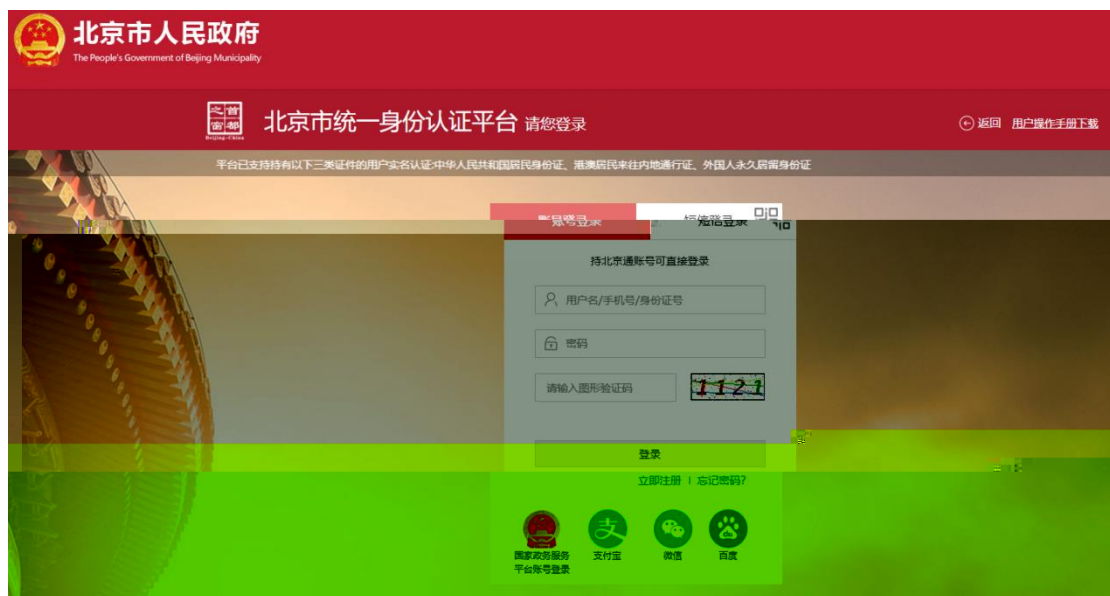 北京市人民政府
The People's Government of Beijing Municipality
首都之窗
Beijing-China
北京市统一身份认证平台 请您登录
返回 用户操作手册下载
平台已支持持有以下三类证件的用户实名认证:中华人民共和国居民身份证、港澳居民来往内地通行证、外国人永久居留身份证
账号登录 短信登录
持北京通账号可直接登录
用户名/手机号/身份证号
密码
请输入图形验证码 1121
登录
立即注册 | 忘记密码?
国家政务服务
平台账号登录
支付宝
微信
百度